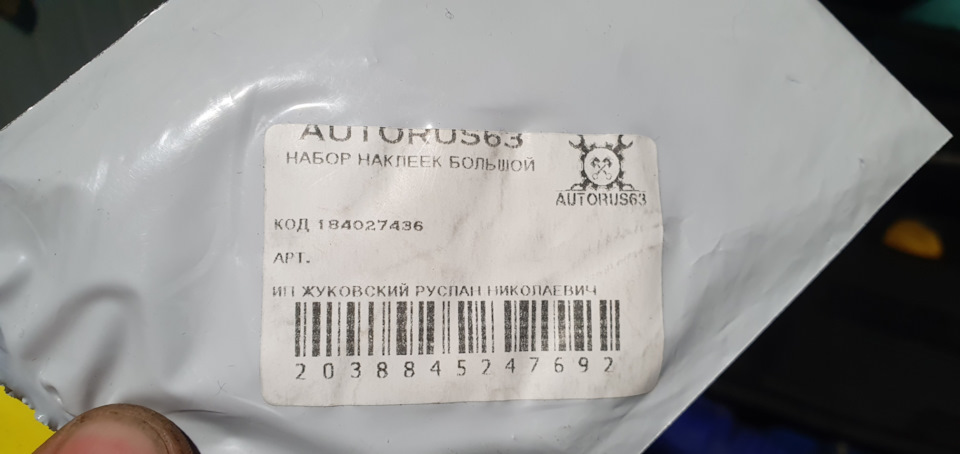 AUTORUS63
НАБОР НАКЛЕЕК БОЛЬШОЙ
AUTORUS63
КОД 184027436
АРТ.
ИП ЖУКОВСКИЙ РУСЛАН НИКОЛАЕВИЧ
2038845247692